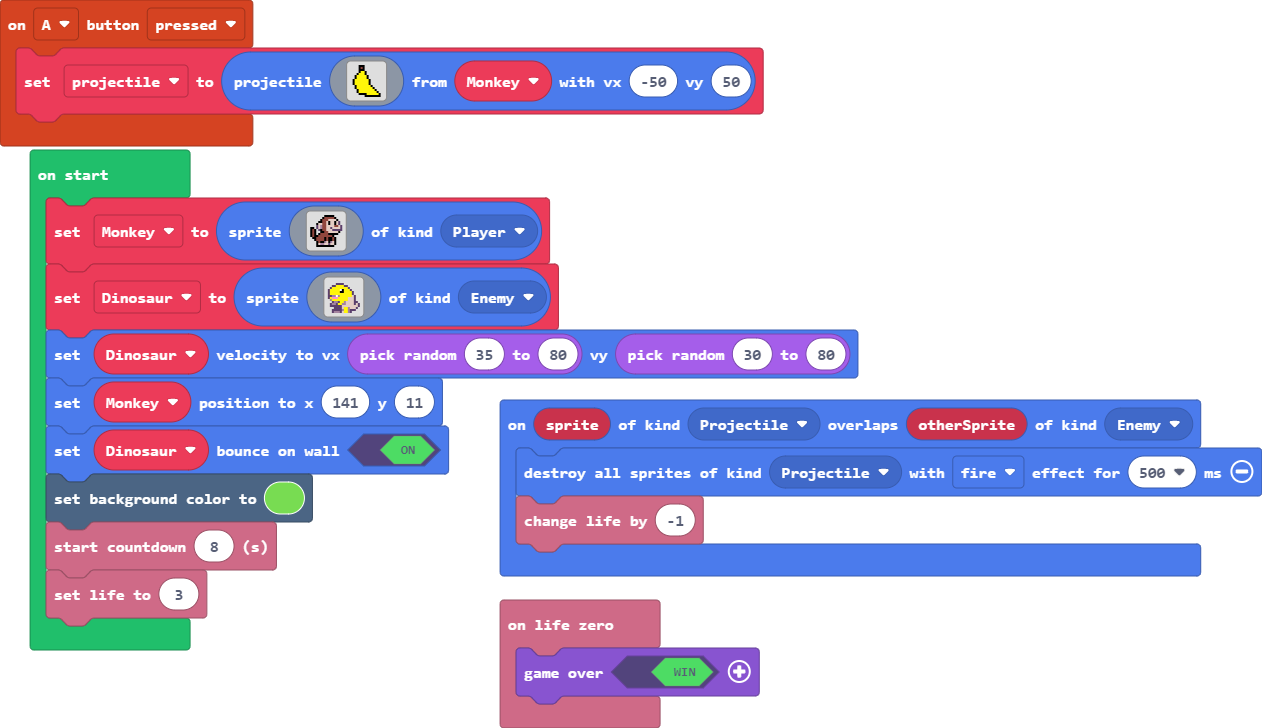 on A button pressed
set projectile to projectile from Monkey with vx -50 vy 50
on start
set Monkey to sprite of kind Player
set Dinosaur to sprite of kind Enemy
set Dinosaur velocity to vx pick random 35 to 80 vy pick random 30 to 80
set Monkey position to x 141 y 11
set Dinosaur bounce on wall ON
set background color to
start countdown 8 (s)
set life to 3
on sprite of kind Projectile overlaps otherSprite of kind Enemy
destroy all sprites of kind Projectile with fire effect for 500 ms
change life by -1
on life zero
game over WIN